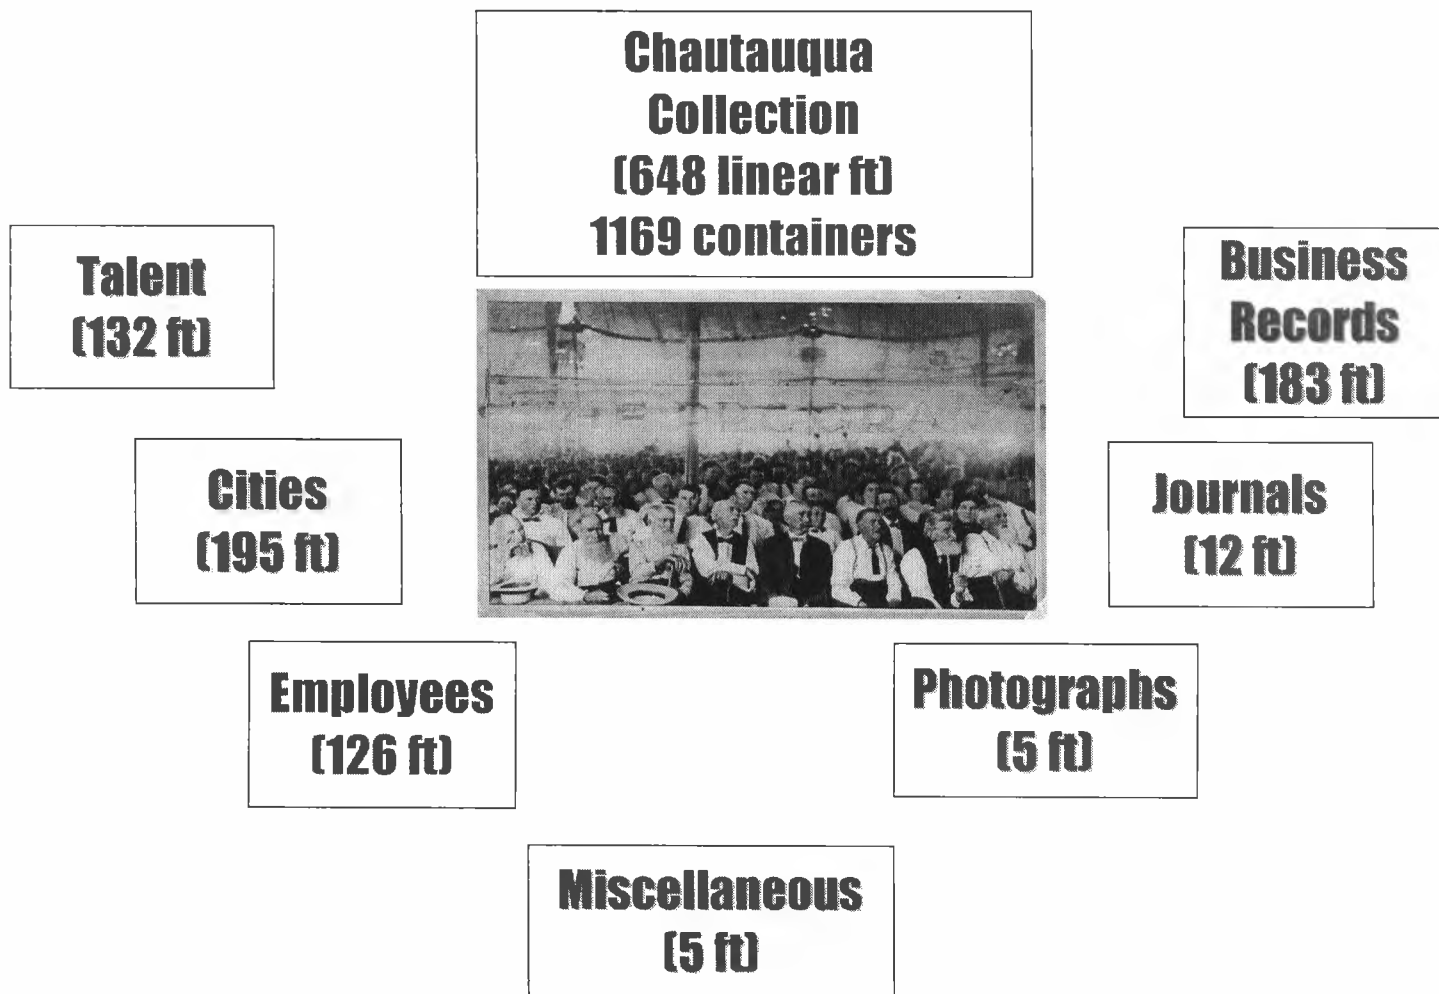 Chautauqua
Collection
(648 linear ft)
1169 containers
Talent
(132 ft)
Business
Records
(183 ft)
Cities
(195 ft)
Journals
(12 ft)
Employees
(126 ft)
Photographs
(5 ft)
Miscellaneous
(5 ft)